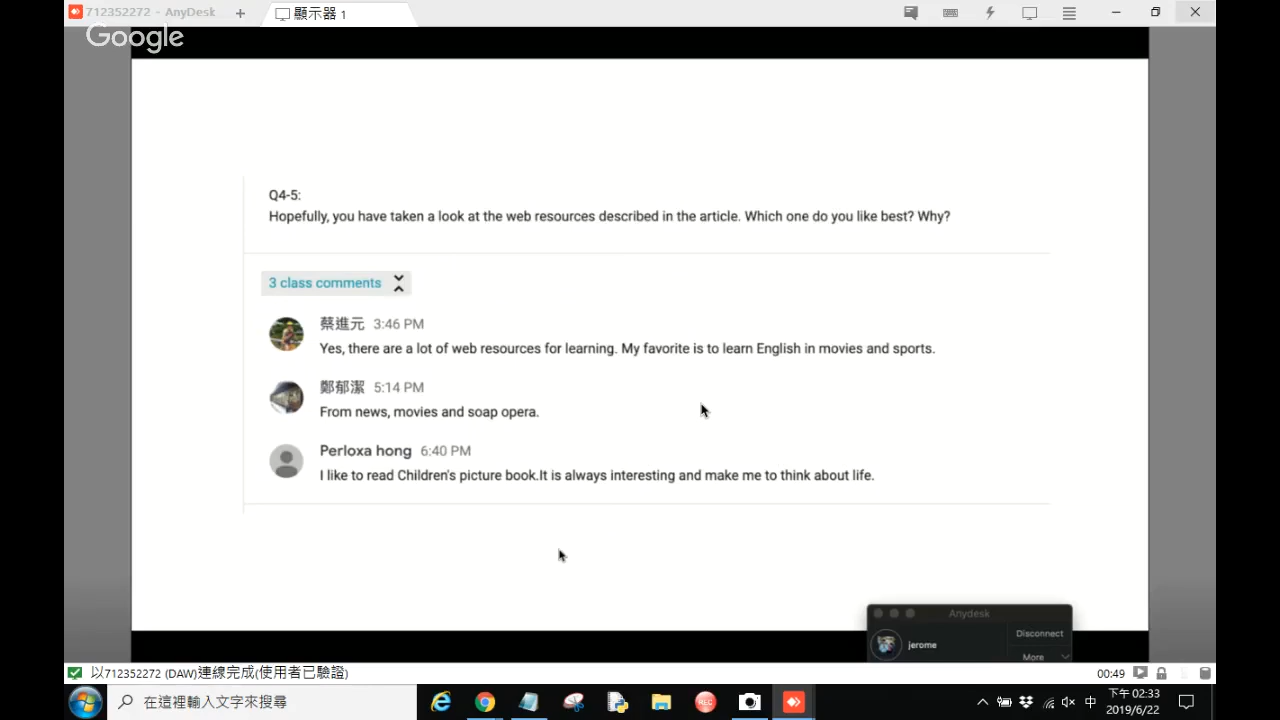 712352272 - AnyDesk
顯示器 1
Google
Q4-5:
Hopefully, you have taken a look at the web resources described in the article. Which one do you like best? Why?
3 class comments
蔡進元 3:46 PM
Yes, there are a lot of web resources for learning. My favorite is to learn English in movies and sports.
鄭郁潔 5:14 PM
From news, movies and soap opera.
Perloxa hong 6:40 PM
I like to read Children's picture book.It is always interesting and make me to think about life.
Anydesk
jerome
Disconnect
More
以712352272 (DAW)連線完成(使用者已驗證)
00:49
在這裡輸入文字來搜尋
REC
中
下午 02:33
2019/6/22